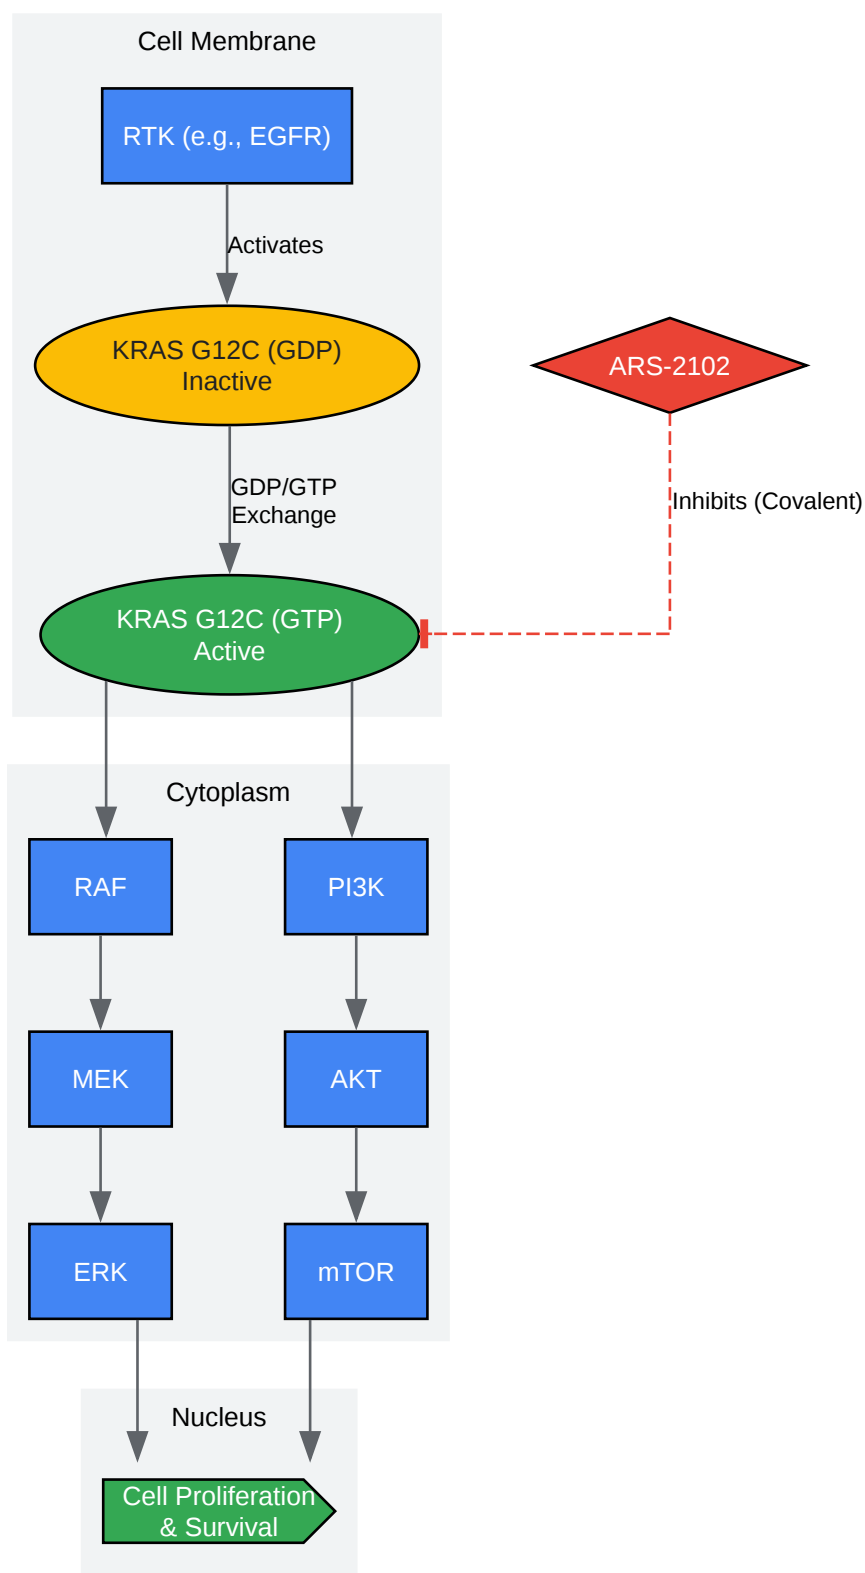 Cell Membrane
RTK (e.g., EGFR)
Activates
KRAS G12C (GDP)
Inactive
ARS-2102
GDP/GTP
Exchange
Inhibits (Covalent)
KRAS G12C (GTP)
Active
Cytoplasm
RAF
PI3K
MEK
AKT
ERK
mTOR
Nucleus
Cell Proliferation
& Survival